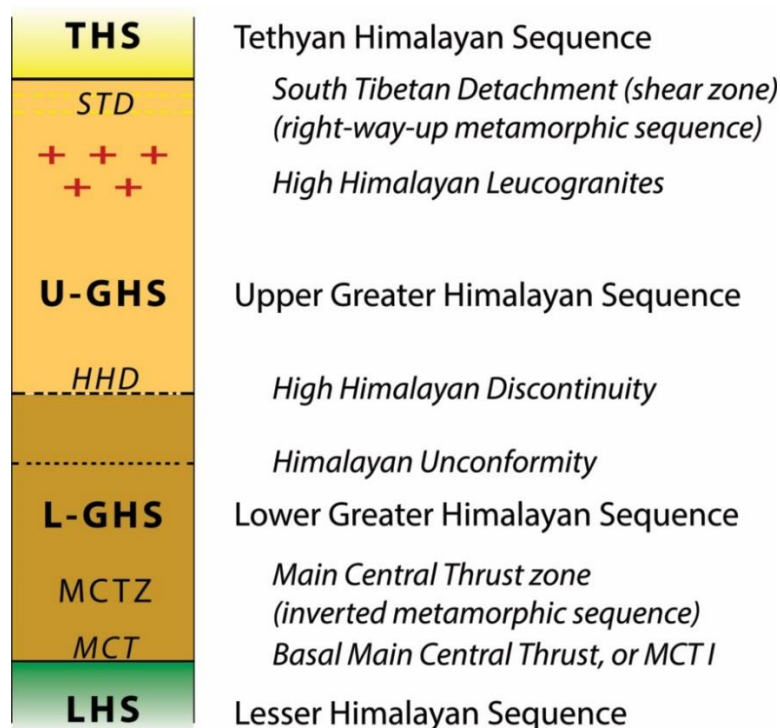 THS Tethyan Himalayan Sequence
STD South Tibetan Detachment (shear zone)
(right-way-up metamorphic sequence)
High Himalayan Leucogranites
U-GHS Upper Greater Himalayan Sequence
HHD High Himalayan Discontinuity
Himalayan Unconformity
L-GHS Lower Greater Himalayan Sequence
MCTZ Main Central Thrust zone
(inverted metamorphic sequence)
MCT Basal Main Central Thrust, or MCT I
LHS Lesser Himalayan Sequence